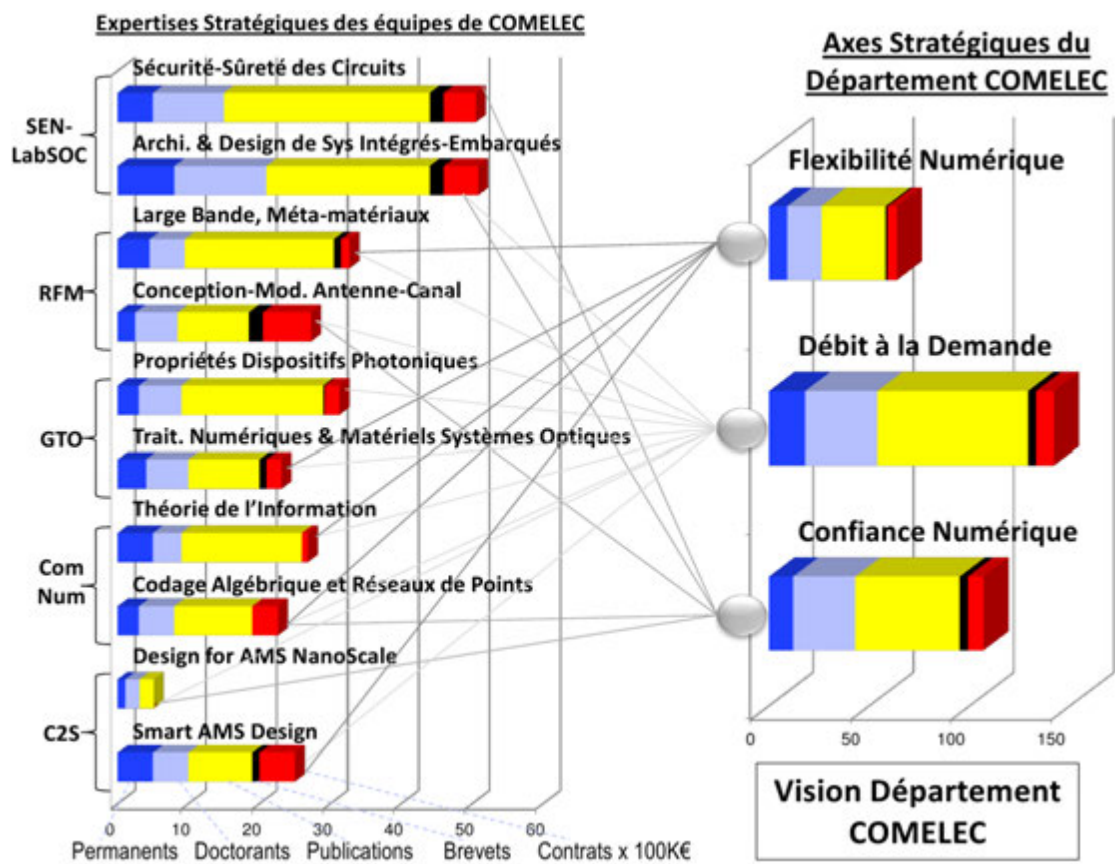 Expertises Stratégiques des équipes de COMELEC
Sécurité-Sûreté des Circuits
SEN-
LabSOC
Archi. & Design de Sys Intégrés-Embarqués
Large Bande, Méta-matériaux
RFM
Conception-Mod. Antenne-Canal
Propriétés Dispositifs Photoniques
GTO
Trait. Numériques & Matériels Systèmes Optiques
Théorie de l'Information
Com
Num
Codage Algébrique et Réseaux de Points
Design for AMS NanoScale
C2S
Smart AMS Design
0 10 20 30 40 50 60
Permanents Doctorants Publications Brevets Contrats x 100K€
Axes Stratégiques du
Département COMELEC
Flexibilité Numérique
Débit à la Demande
Confiance Numérique
0 50 100 150
Vision Département
COMELEC